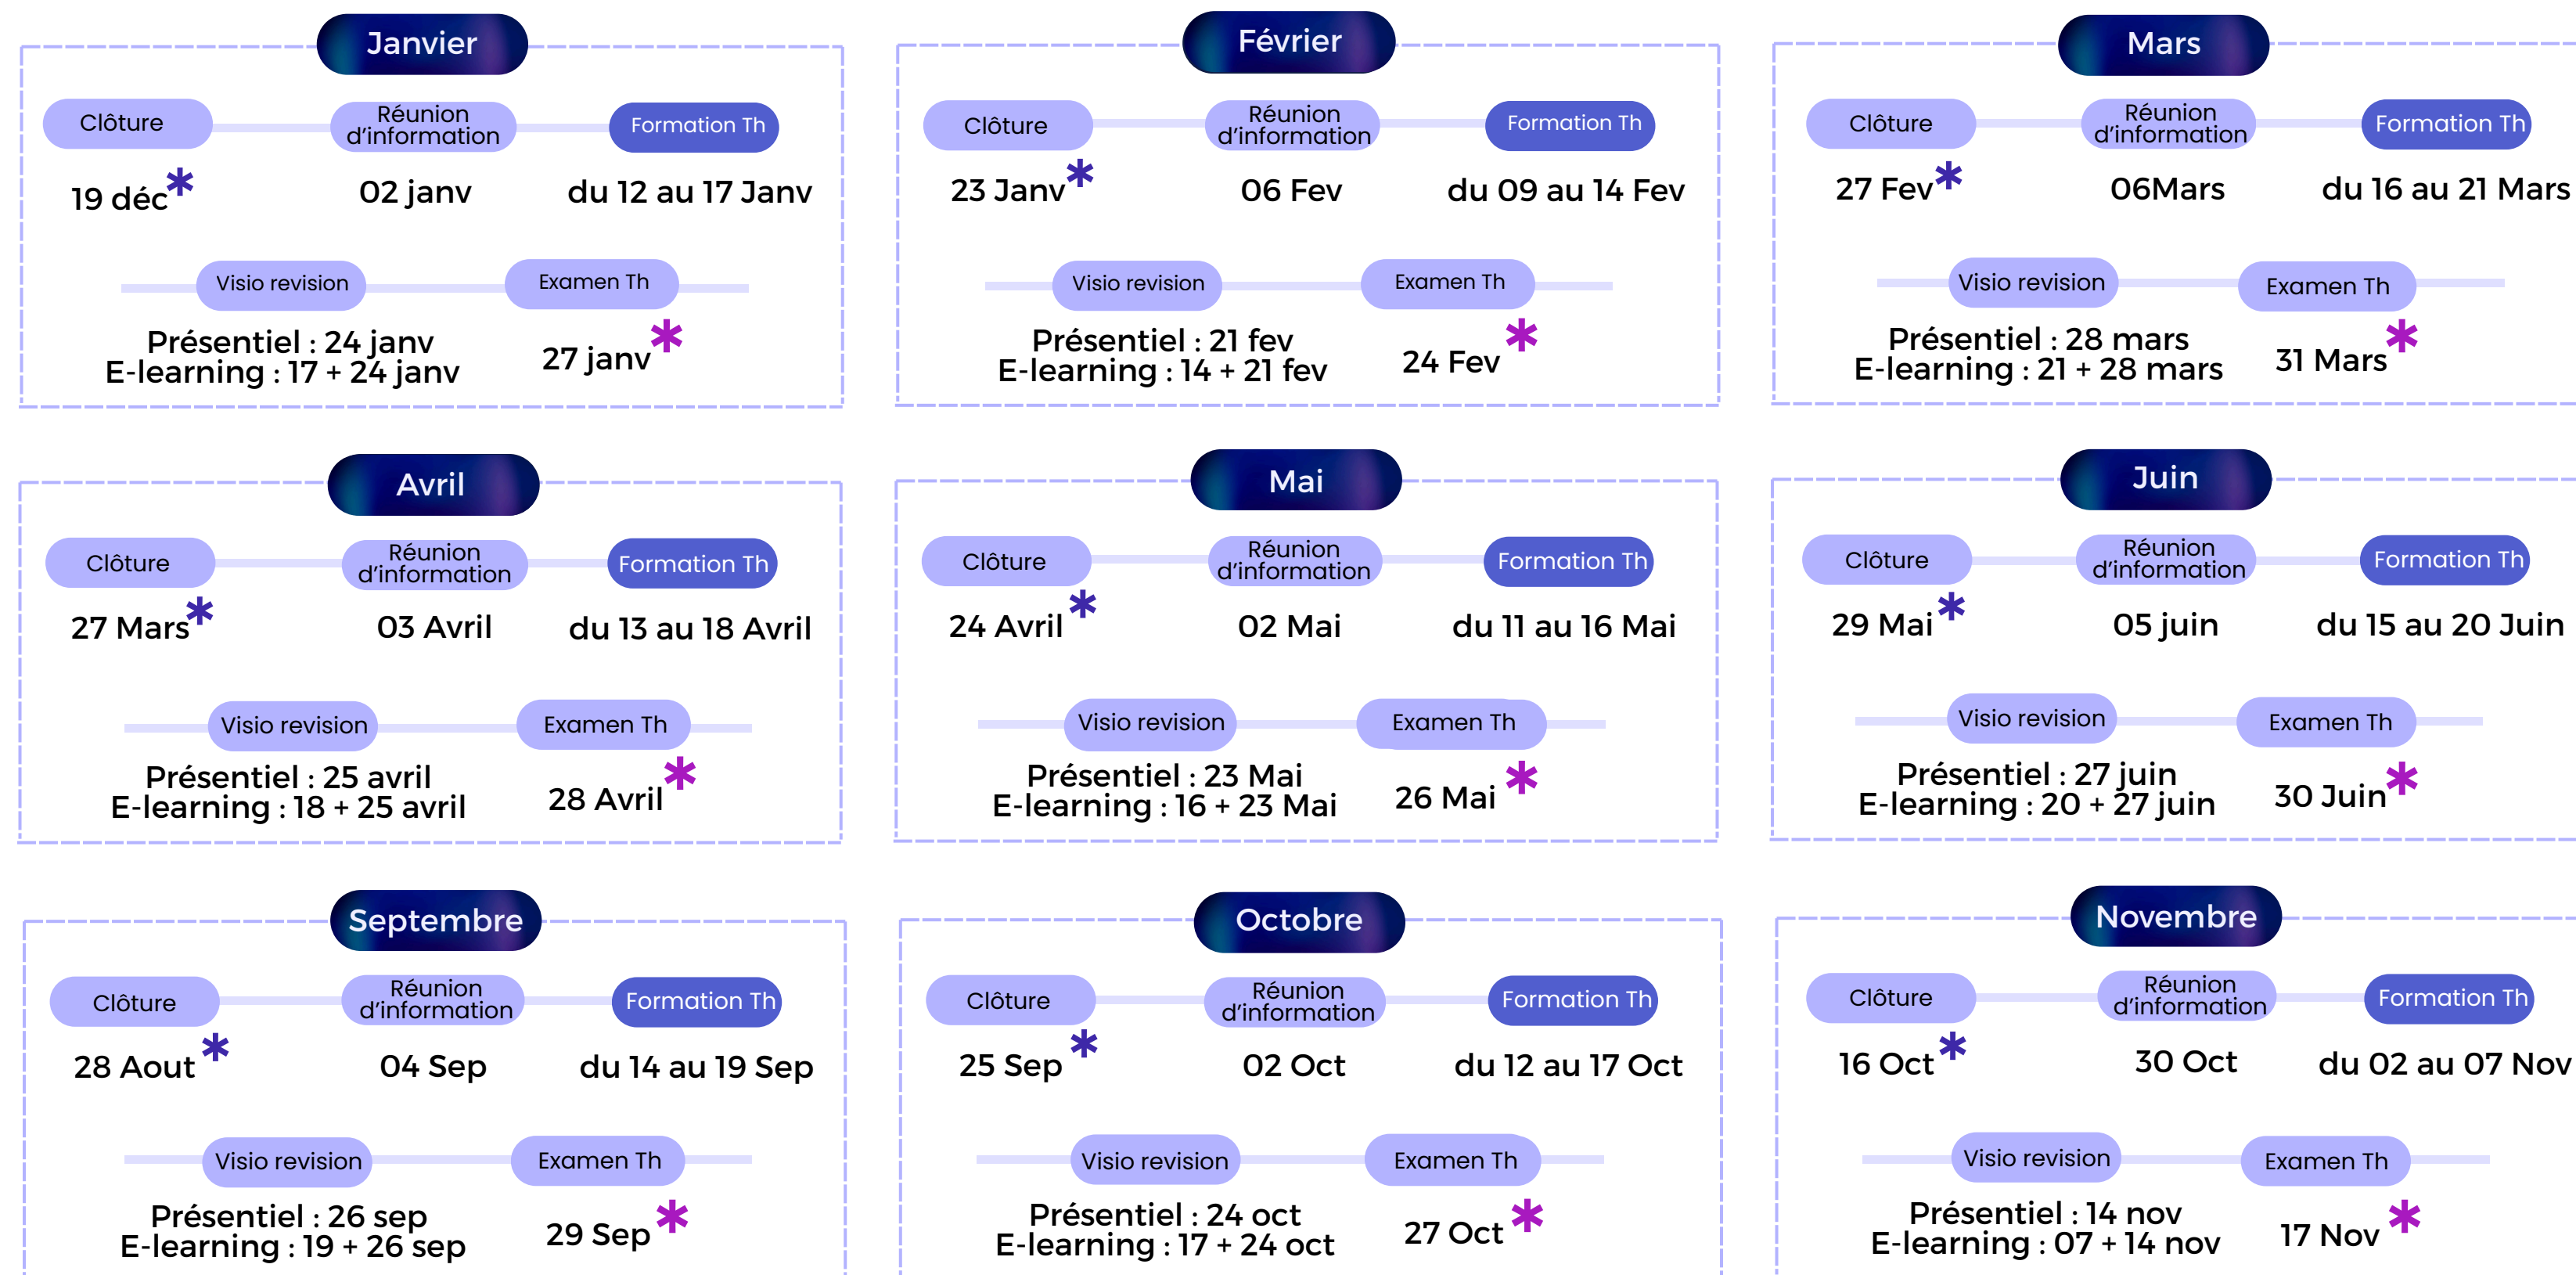 Janvier
Clôture
Réunion
d'information
Formation Th
19 déc*
02 janv
du 12 au 17 Janv
Visio revision
Examen Th
Présentiel : 24 janv
E-learning : 17 + 24 janv
27 janv*
Février
Clôture
Réunion
d'information
Formation Th
23 Janv*
06 Fev
du 09 au 14 Fev
Visio revision
Examen Th
Présentiel : 21 fev
E-learning : 14 + 21 fev
24 Fev*
Mars
Clôture
Réunion
d'information
Formation Th
27 Fev*
06Mars
du 16 au 21 Mars
Visio revision
Examen Th
Présentiel : 28 mars
E-learning : 21 + 28 mars
31 Mars*
Avril
Clôture
Réunion
d'information
Formation Th
27 Mars*
03 Avril
du 13 au 18 Avril
Visio revision
Examen Th
Présentiel : 25 avril
E-learning : 18 + 25 avril
28 Avril*
Mai
Clôture
Réunion
d'information
Formation Th
24 Avril*
02 Mai
du 11 au 16 Mai
Visio revision
Examen Th
Présentiel : 23 Mai
E-learning : 16 + 23 Mai
26 Mai*
Juin
Clôture
Réunion
d'information
Formation Th
29 Mai*
05 juin
du 15 au 20 Juin
Visio revision
Examen Th
Présentiel : 27 juin
E-learning : 20 + 27 juin
30 Juin*
Septembre
Clôture
Réunion
d'information
Formation Th
28 Aout*
04 Sep
du 14 au 19 Sep
Visio revision
Examen Th
Présentiel : 26 sep
E-learning : 19 + 26 sep
29 Sep*
Octobre
Clôture
Réunion
d'information
Formation Th
25 Sep*
02 Oct
du 12 au 17 Oct
Visio revision
Examen Th
Présentiel : 24 oct
E-learning : 17 + 24 oct
27 Oct*
Novembre
Clôture
Réunion
d'information
Formation Th
16 Oct*
30 Oct
du 02 au 07 Nov
Visio revision
Examen Th
Présentiel : 14 nov
E-learning : 07 + 14 nov
17 Nov*